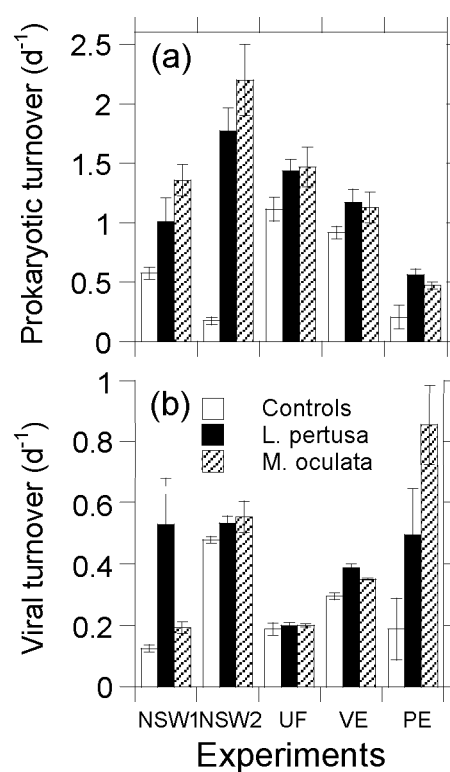 (a)
Prokaryotic turnover (d-1)
2.5
2
1.5
1
0.5
0
(b)
Controls
L. pertusa
M. oculata
Viral turnover (d-1)
1
0.8
0.6
0.4
0.2
0
NSW1 NSW2 UF VE PE
Experiments